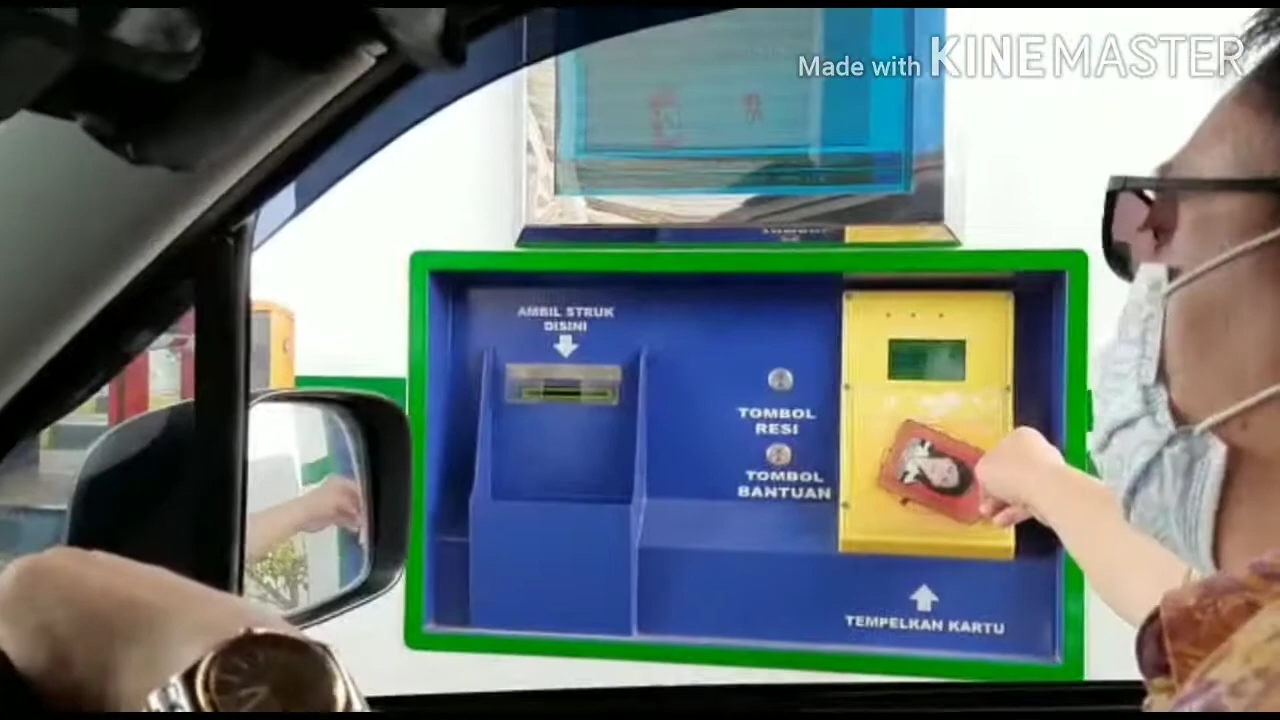 Made with KINEMASTER
AMBIL STRUK
DISINI
TOMBOL
RESI
TOMBOL
BANTUAN
TEMPELKAN KARTU